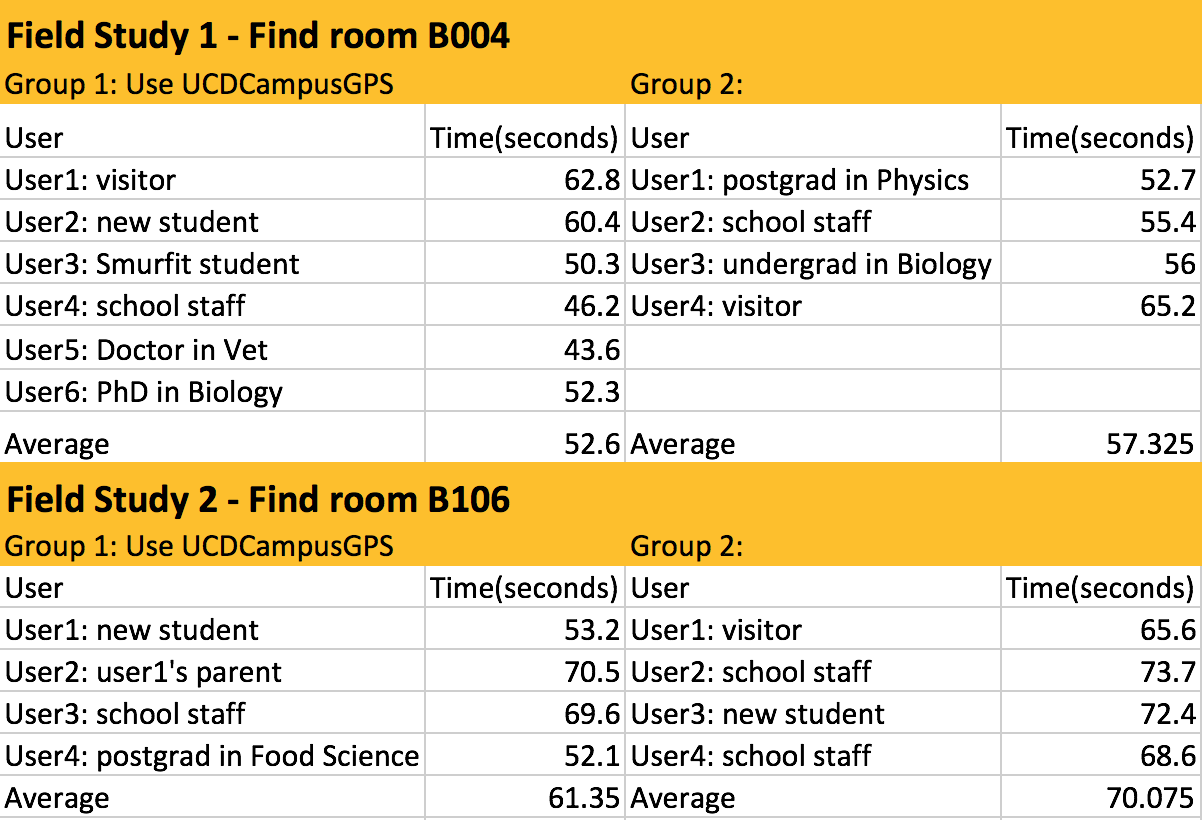 Field Study 1 - Find room B004
Group 1: Use UCDCampusGPS Group 2:
User Time(seconds) User Time(seconds)
User1: visitor 62.8 User1: postgrad in Physics 52.7
User2: new student 60.4 User2: school staff 55.4
User3: Smurfit student 50.3 User3: undergrad in Biology 56
User4: school staff 46.2 User4: visitor 65.2
User5: Doctor in Vet 43.6
User6: PhD in Biology 52.3
Average 52.6 Average 57.325
Field Study 2 - Find room B106
Group 1: Use UCDCampusGPS Group 2:
User Time(seconds) User Time(seconds)
User1: new student 53.2 User1: visitor 65.6
User2: user1's parent 70.5 User2: school staff 73.7
User3: school staff 69.6 User3: new student 72.4
User4: postgrad in Food Science 52.1 User4: school staff 68.6
Average 61.35 Average 70.075